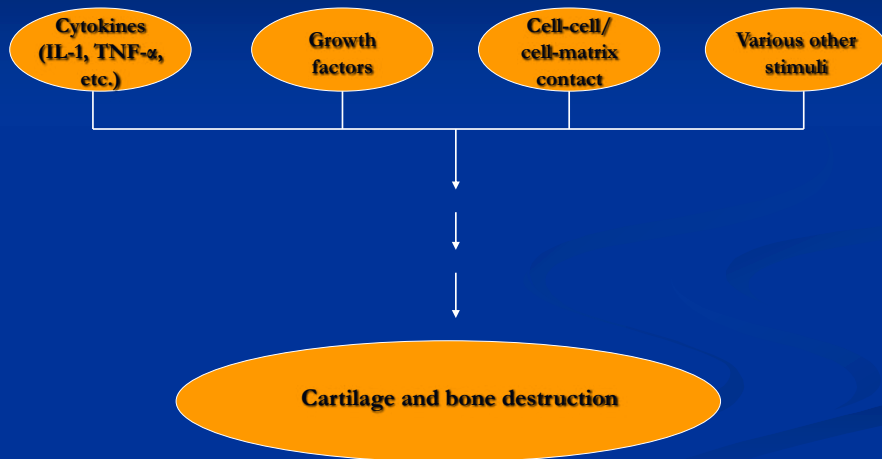 Cytokines
(IL-1, TNF-α,
etc.)
Growth
factors
Cell-cell/
cell-matrix
contact
Various other
stimuli
Cartilage and bone destruction